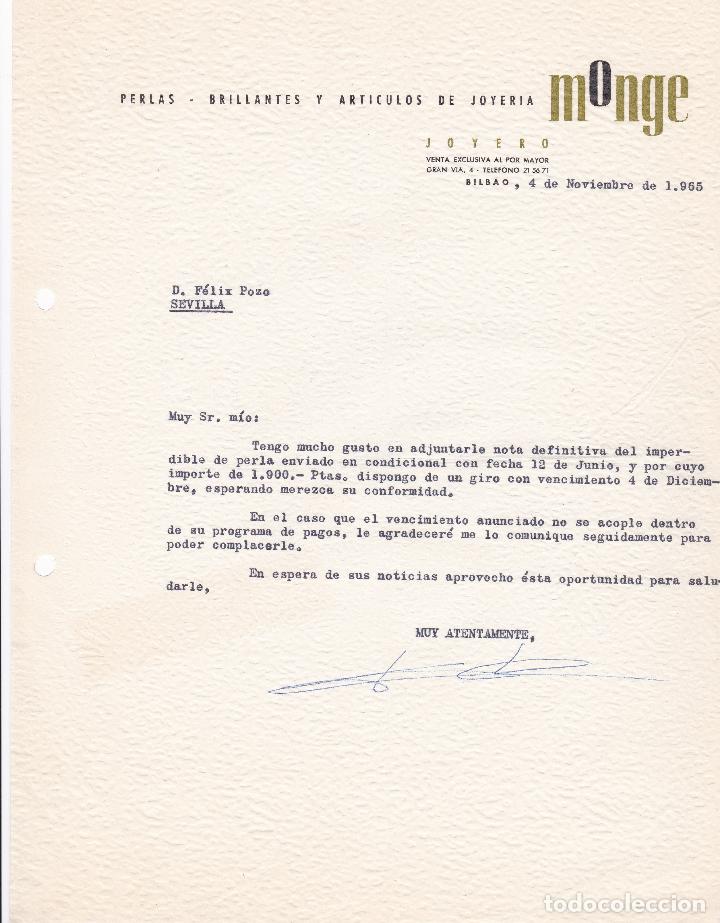 PERLAS - BRILLANTES Y ARTICULOS DE JOYERIA monge
JOYERO
VENTA EXCLUSIVA AL POR MAYOR
GRAN VIA, 4 - TELEFONO 21 56 71
BILBAO, 4 de Noviembre de 1.965
D. Félix Pozo
SEVILLA
Muy Sr. mío:
Tengo mucho gusto en adjuntarle nota definitiva del imper-
dible de perla enviado en condicional con fecha 12 de Junio, y por cuyo
importe de 1.900.- Ptas. dispongo de un giro con vencimiento 4 de Diciem-
bre, esperando merezca su conformidad.
En el caso que el vencimiento anunciado no se acople dentro
de su programa de pagos, le agradeceré me lo comunique seguidamente para
poder complacerle.
En espera de sus noticias aprovecho ésta oportunidad para salu-
darle,
MUY ATENTAMENTE,
todocoleccion